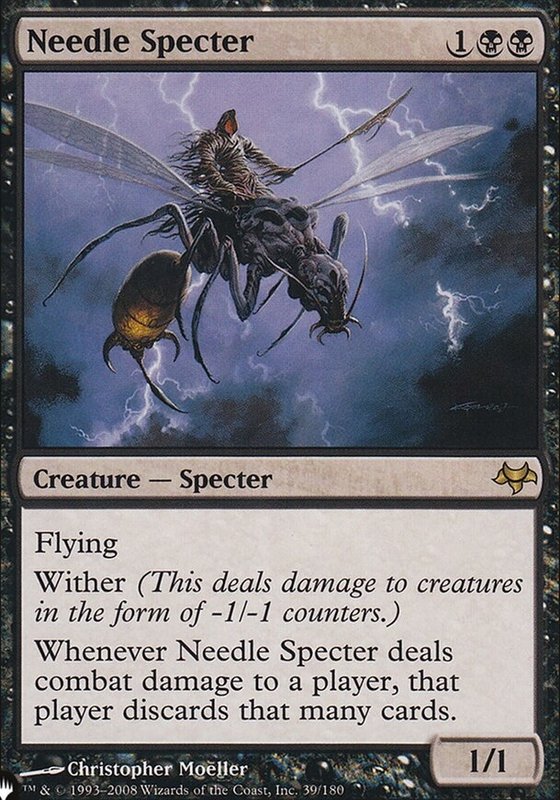 Needle Specter 1
Creature — Specter
Flying
Wither (This deals damage to creatures
in the form of -1/-1 counters.)
Whenever Needle Specter deals
combat damage to a player, that
player discards that many cards.
Christopher Moeller
™ & © 1993–2008 Wizards of the Coast, Inc. 39/180
1/1